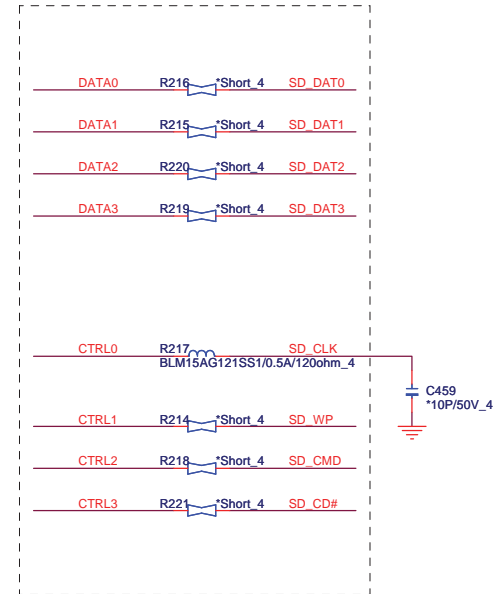 DATA0 R216 *Short_4 SD_DAT0
DATA1 R215 *Short_4 SD_DAT1
DATA2 R220 *Short_4 SD_DAT2
DATA3 R219 *Short_4 SD_DAT3
CTRL0 R217 SD_CLK
BLM15AG121SS1/0.5A/120ohm_4
C459
*10P/50V_4
CTRL1 R214 *Short_4 SD_WP
CTRL2 R218 *Short_4 SD_CMD
CTRL3 R221 *Short_4 SD_CD#